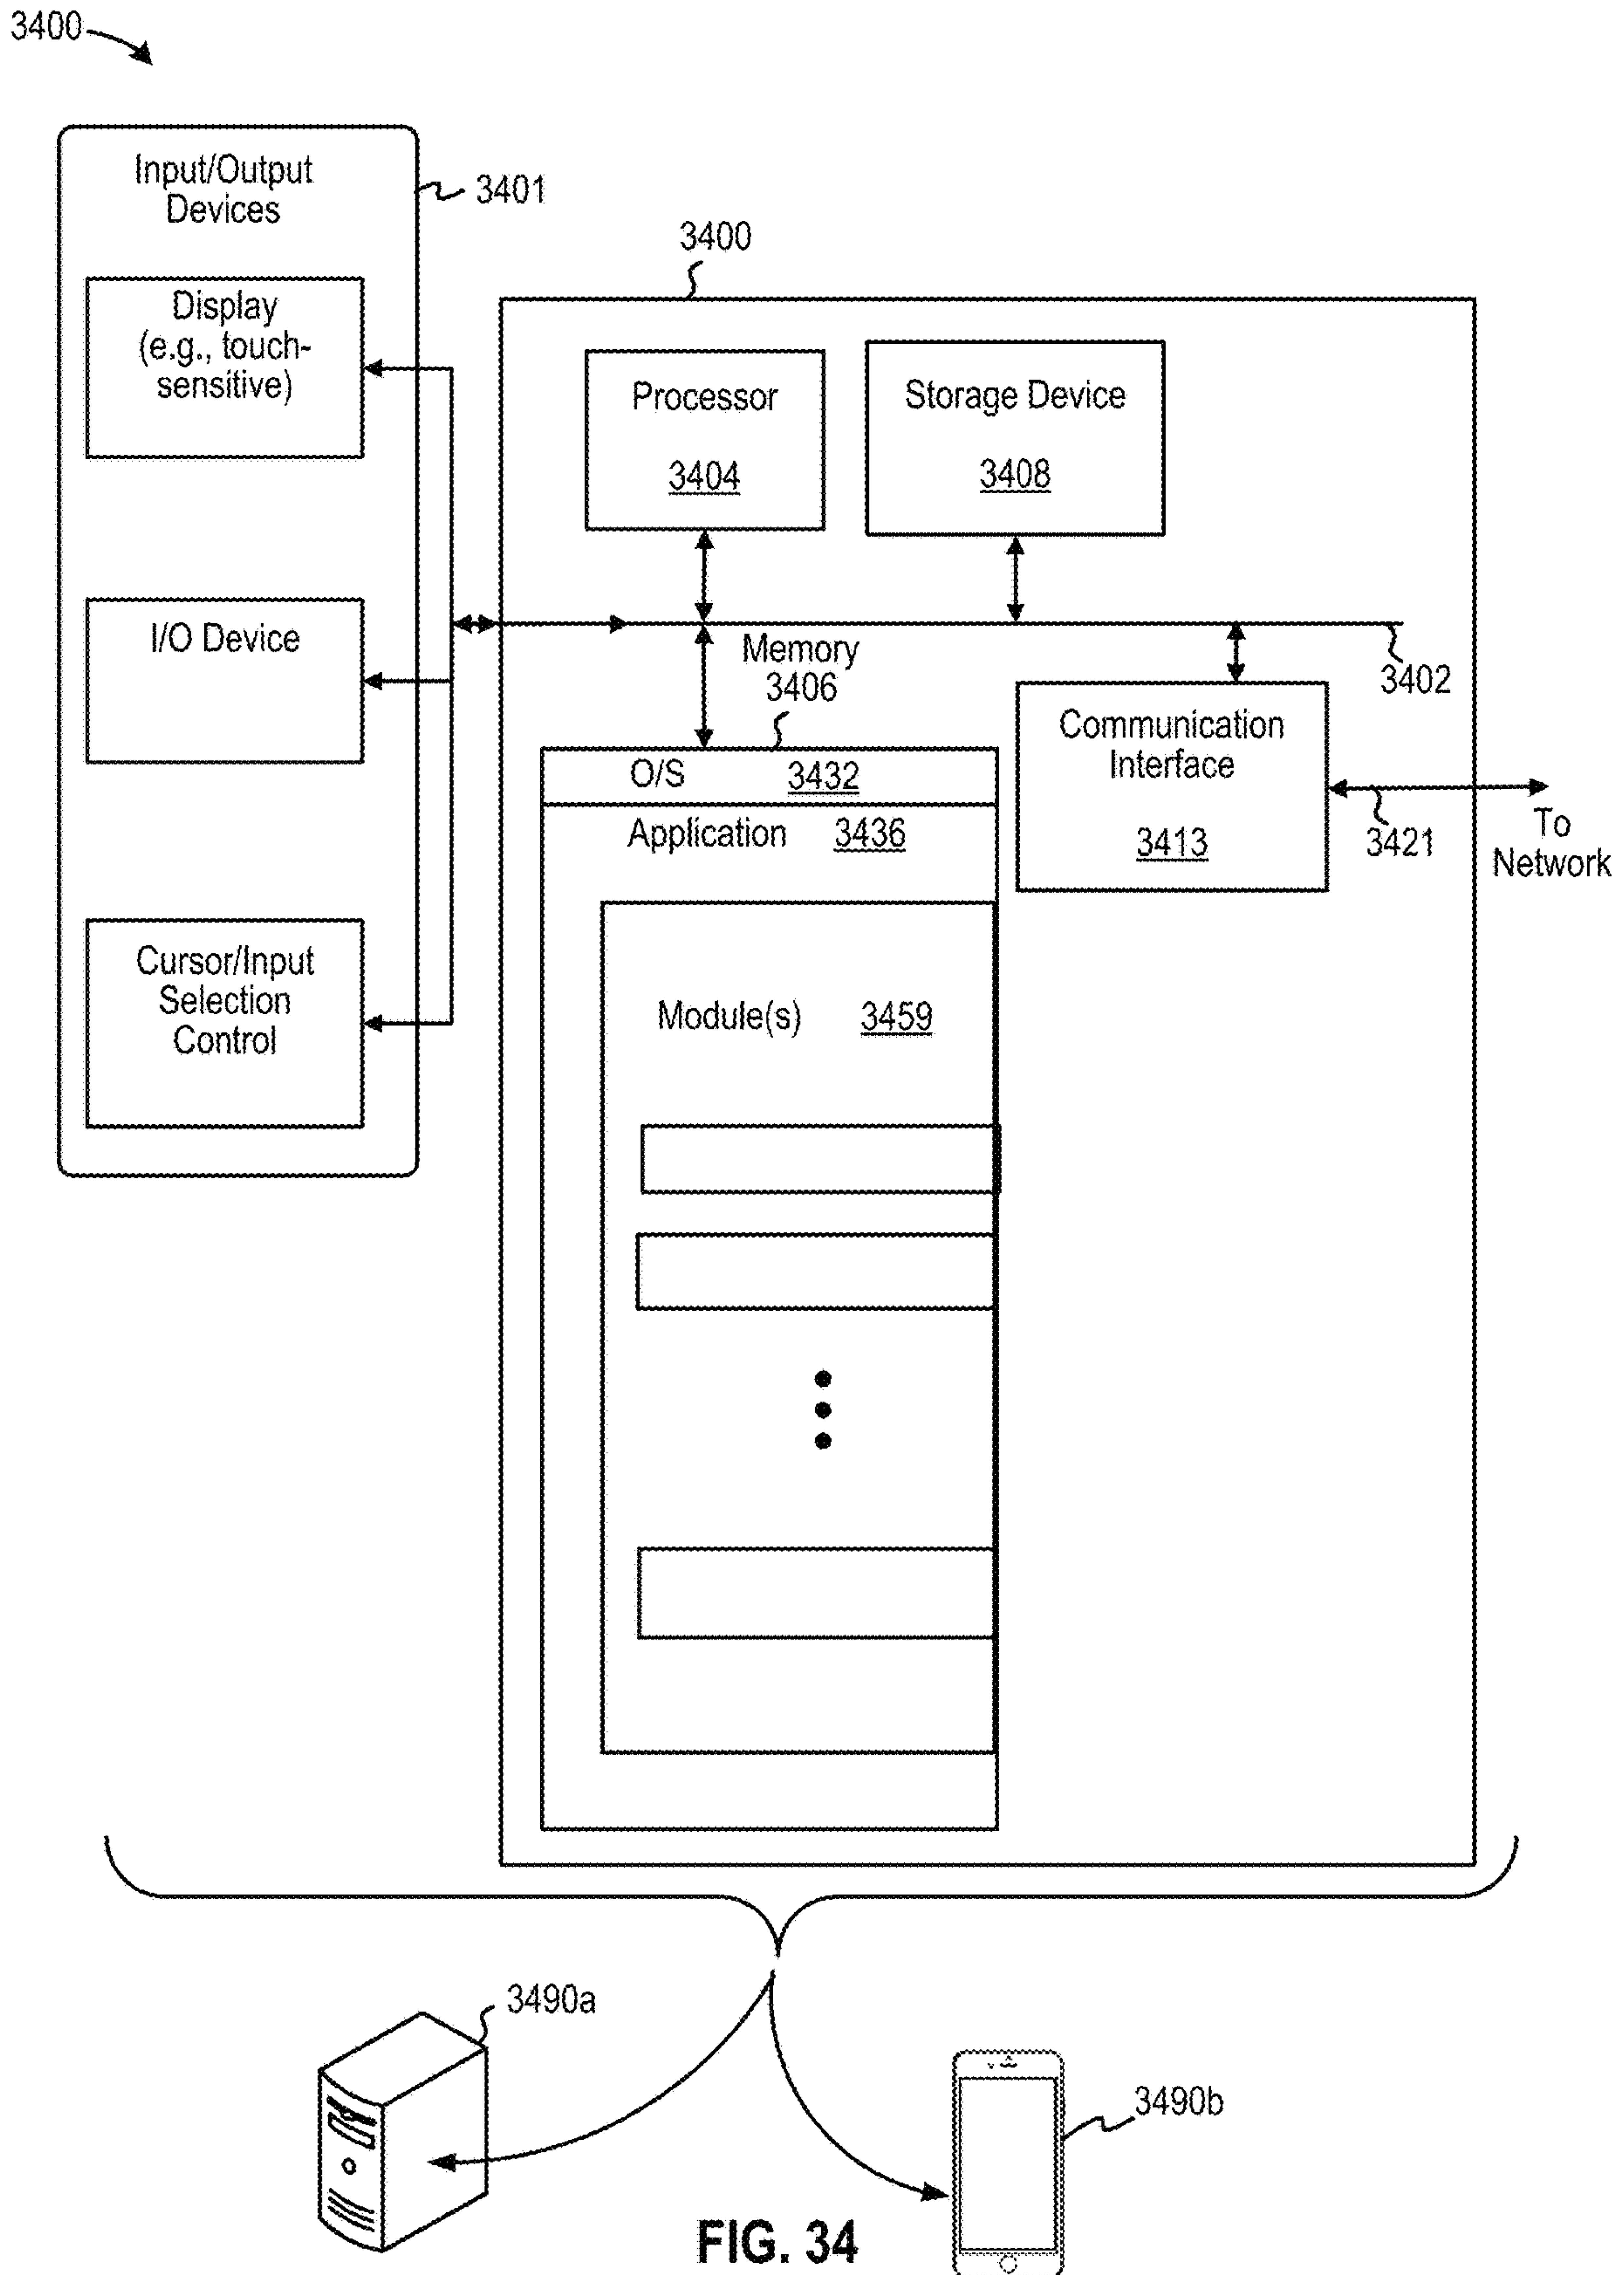 3400
Input/Output
Devices
3401
Display
(e.g., touch-
sensitive)
I/O Device
Cursor/Input
Selection
Control
3400
Processor
3404
Storage Device
3408
Memory
3406
3402
O/S 3432
Application 3436
Module(s) 3459
Communication
Interface
3413
3421
To
Network
3490a
3490b
FIG. 34